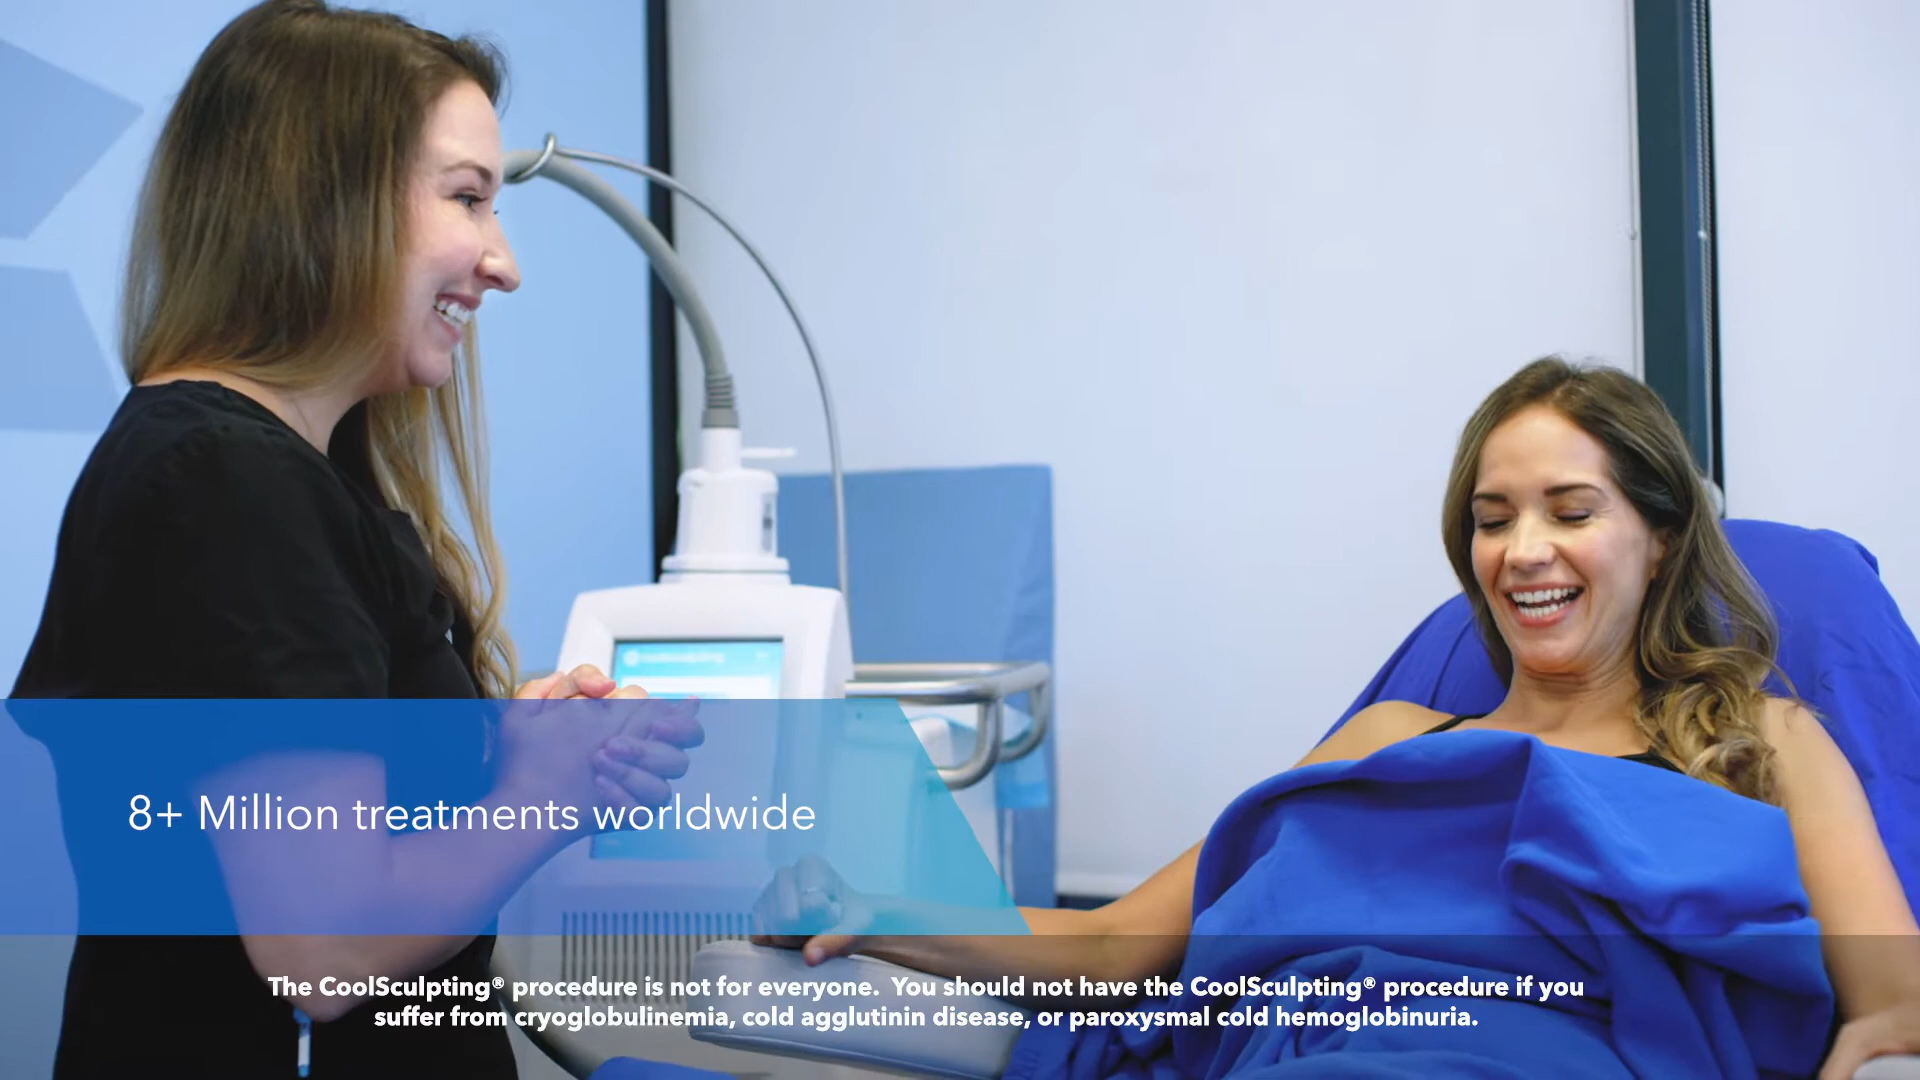 8+ Million treatments worldwide
The CoolSculpting® procedure is not for everyone. You should not have the CoolSculpting® procedure if you
suffer from cryoglobulinemia, cold agglutinin disease, or paroxysmal cold hemoglobinuria.